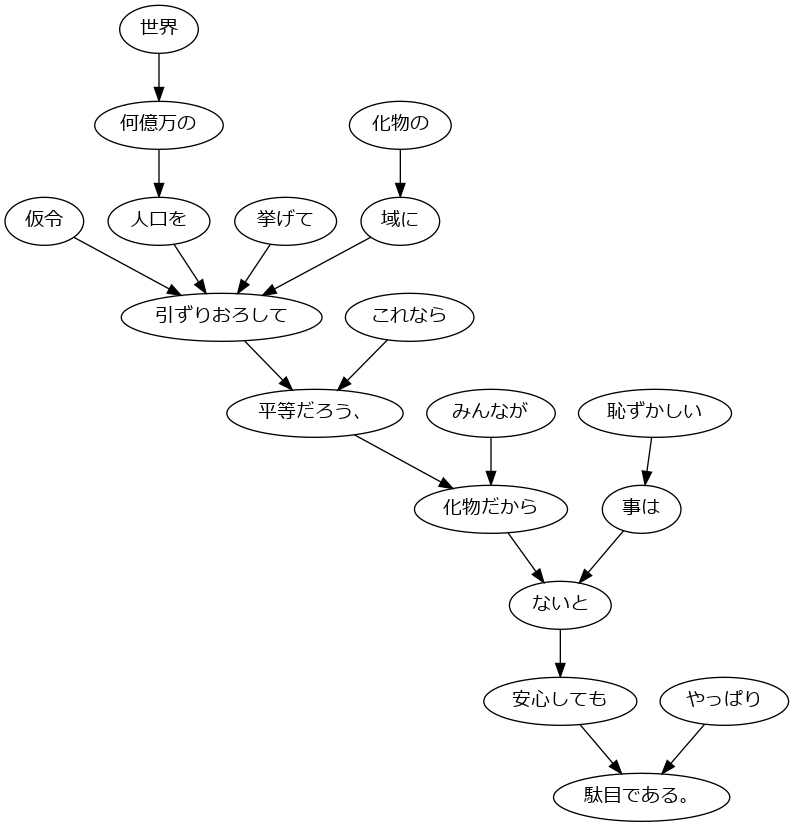 世界
何億万の
化物の
仮令
人口を
挙げて
域に
引ずりおろして
これなら
平等だろう、
みんなが
恥ずかしい
化物だから
事は
ないと
安心しても
やっぱり
駄目である。